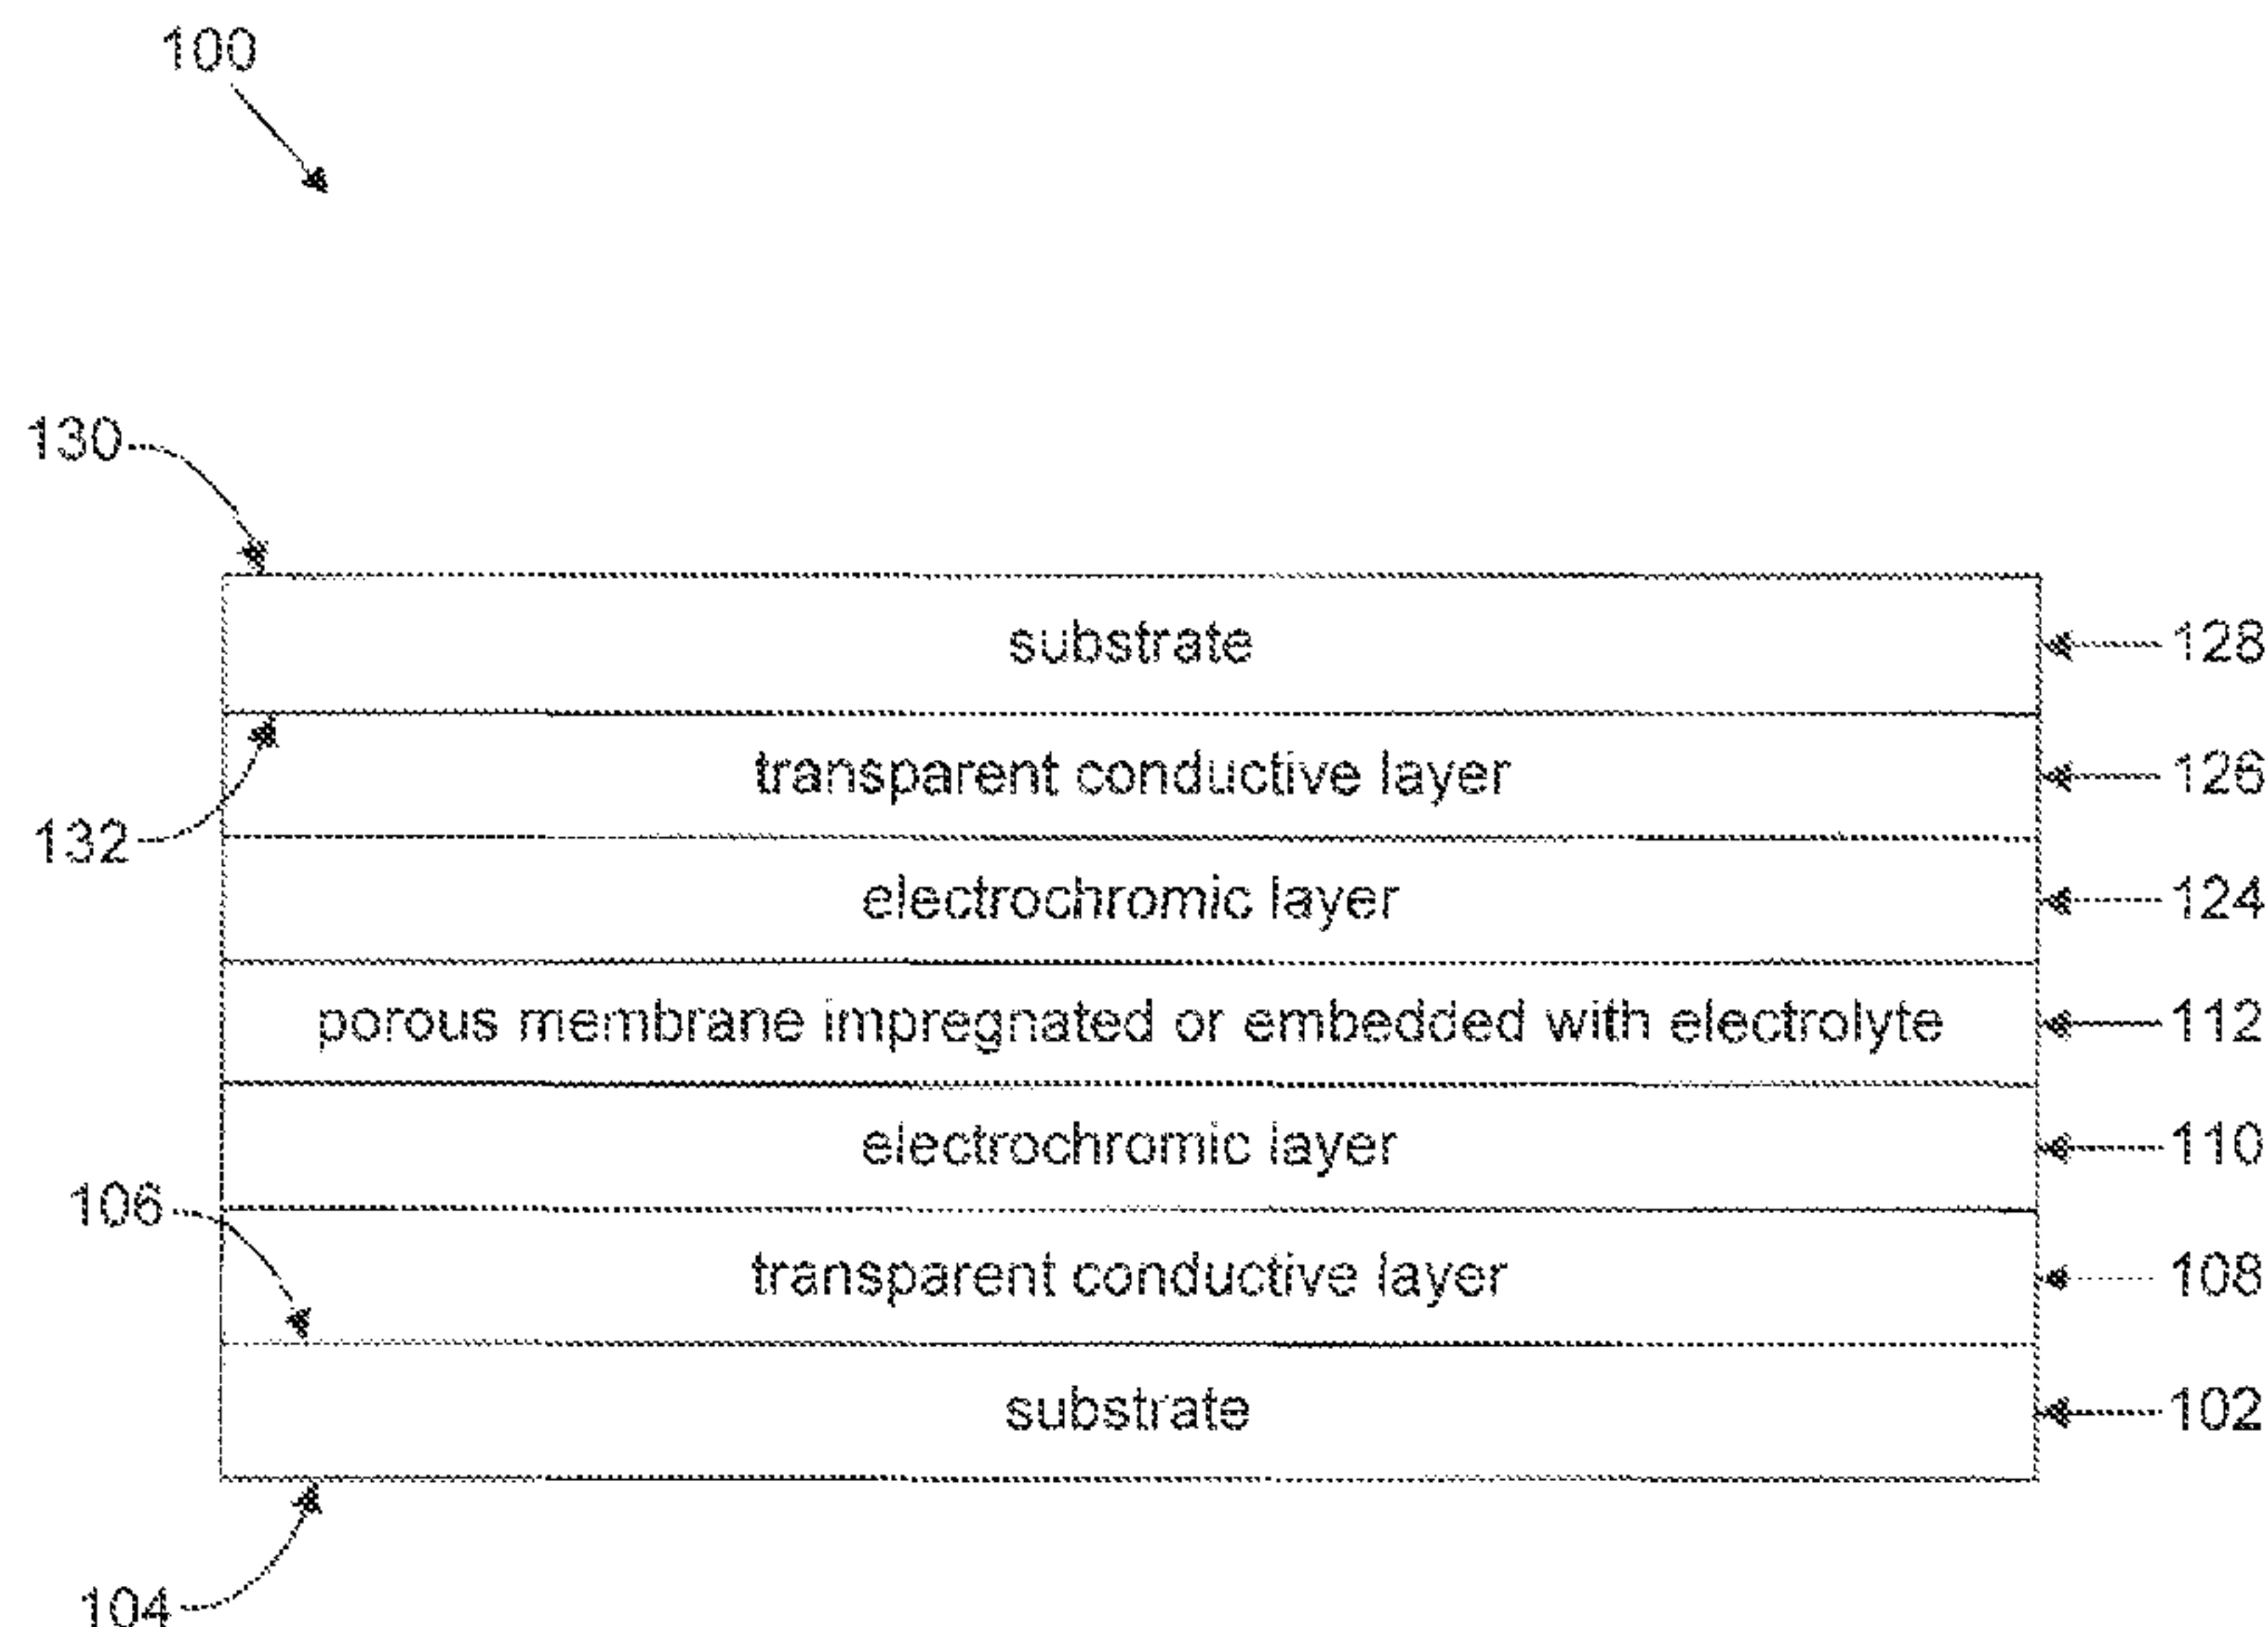 100
130
substrate
128
transparent conductive layer
126
132
electrochromic layer
124
porous membrane impregnated or embedded with electrolyte
112
electrochromic layer
110
106
transparent conductive layer
108
substrate
102
104